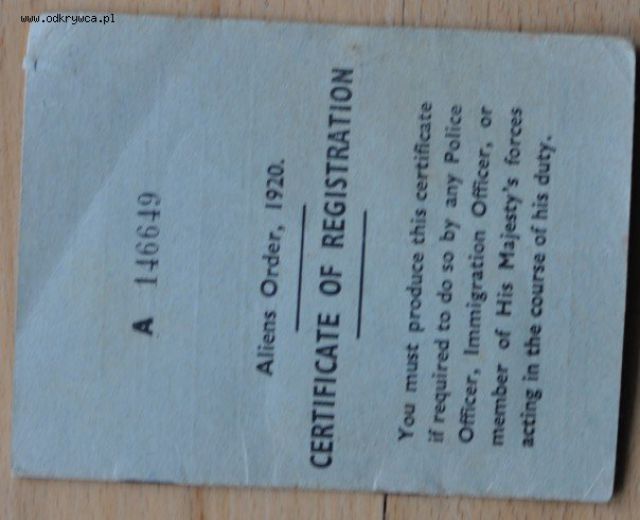 www.odkrywca.pl
A 146649
Aliens Order, 1920.
CERTIFICATE OF REGISTRATION
You must produce this certificate
if required to do so by any Police
Officer, Immigration Officer, or
member of His Majesty's forces
acting in the course of his duty.